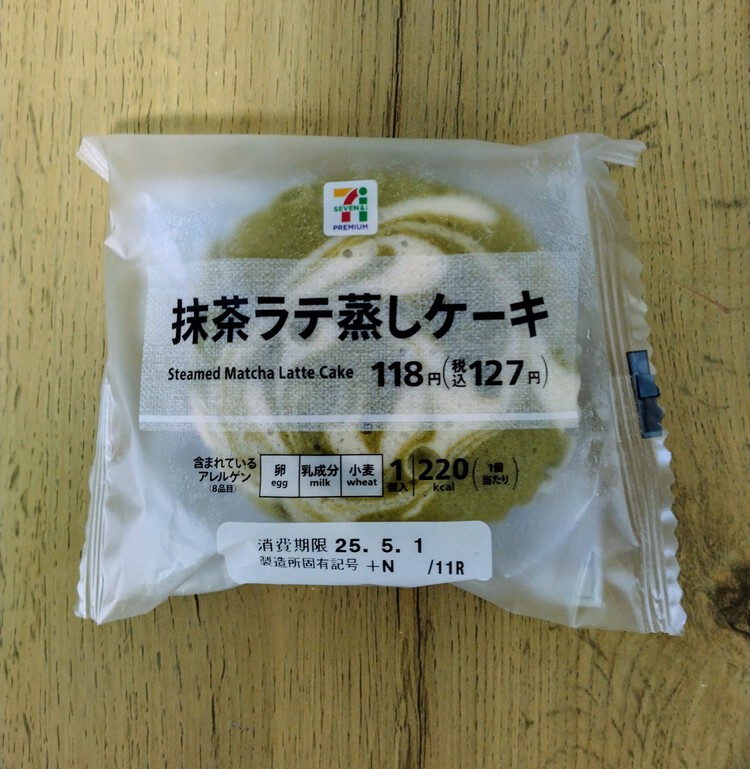 SEVEN&i
PREMIUM
抹茶ラテ蒸しケーキ
Steamed Matcha Latte Cake 118円(税込127円)
含まれている
アレルゲン
(8品目)
卵 乳成分 小麦
egg milk wheat
1個入 220kcal (1個当たり)
消費期限 25. 5. 1
製造所固有記号 +N /11R